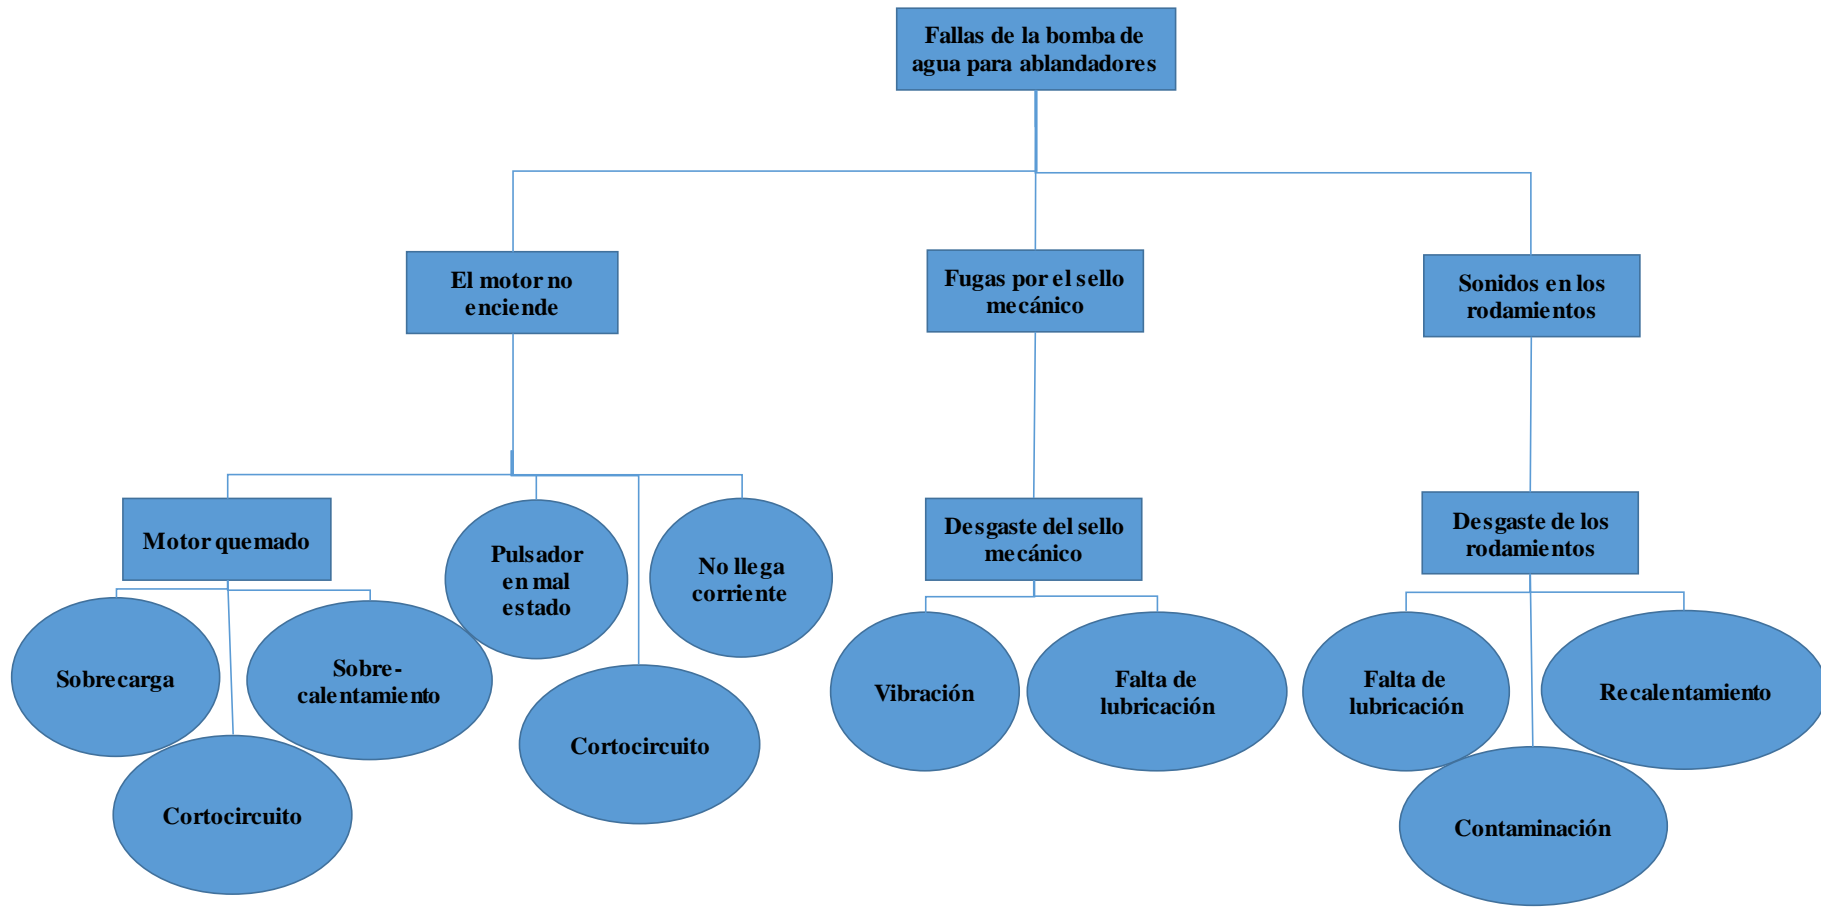 Fallas de la bomba de
agua para ablandadores
El motor no
enciende
Fugas por el sello
mecánico
Sonidos en los
rodamientos
Motor quemado
Pulsador
en mal
estado
No llega
corriente
Desgaste del sello
mecánico
Desgaste de los
rodamientos
Sobrecarga
Sobre-
calentamiento
Cortocircuito
Cortocircuito
Vibración
Falta de
lubricación
Falta de
lubricación
Recalentamiento
Contaminación